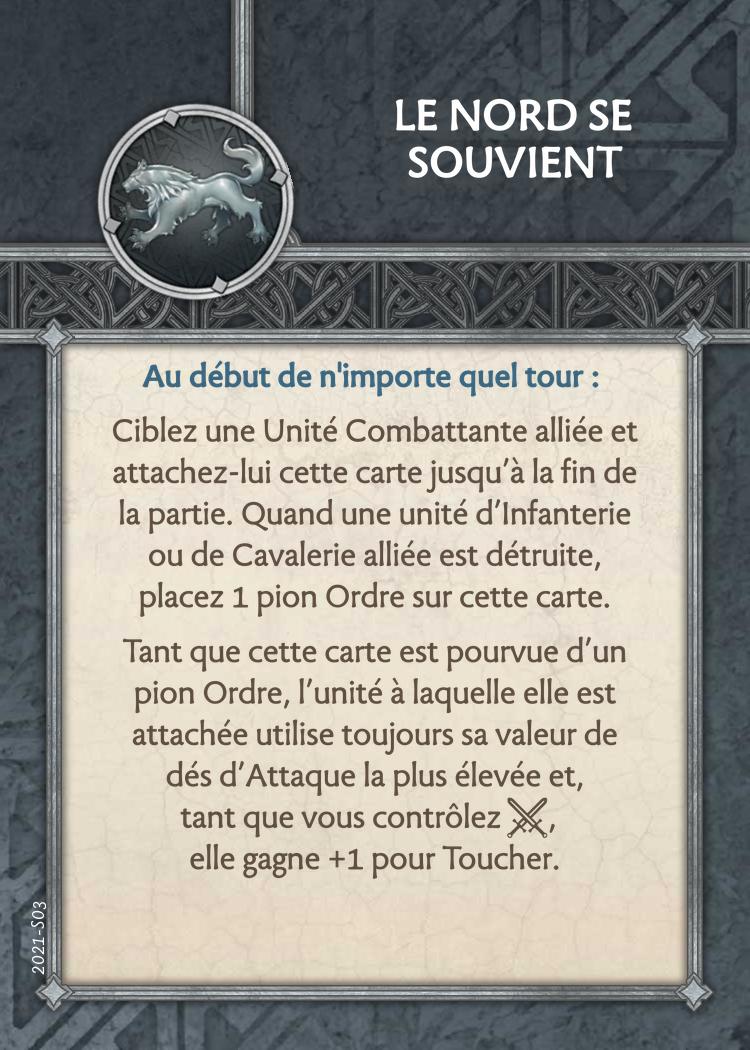 LE NORD SE
SOUVIENT
Au début de n'importe quel tour :
Ciblez une Unité Combattante alliée et
attachez-lui cette carte jusqu’à la fin de
la partie. Quand une unité d’Infanterie
ou de Cavalerie alliée est détruite,
placez 1 pion Ordre sur cette carte.
Tant que cette carte est pourvue d’un
pion Ordre, l’unité à laquelle elle est
attachée utilise toujours sa valeur de
dés d’Attaque la plus élevée et,
tant que vous contrôlez ,
elle gagne +1 pour Toucher.
2021-S03